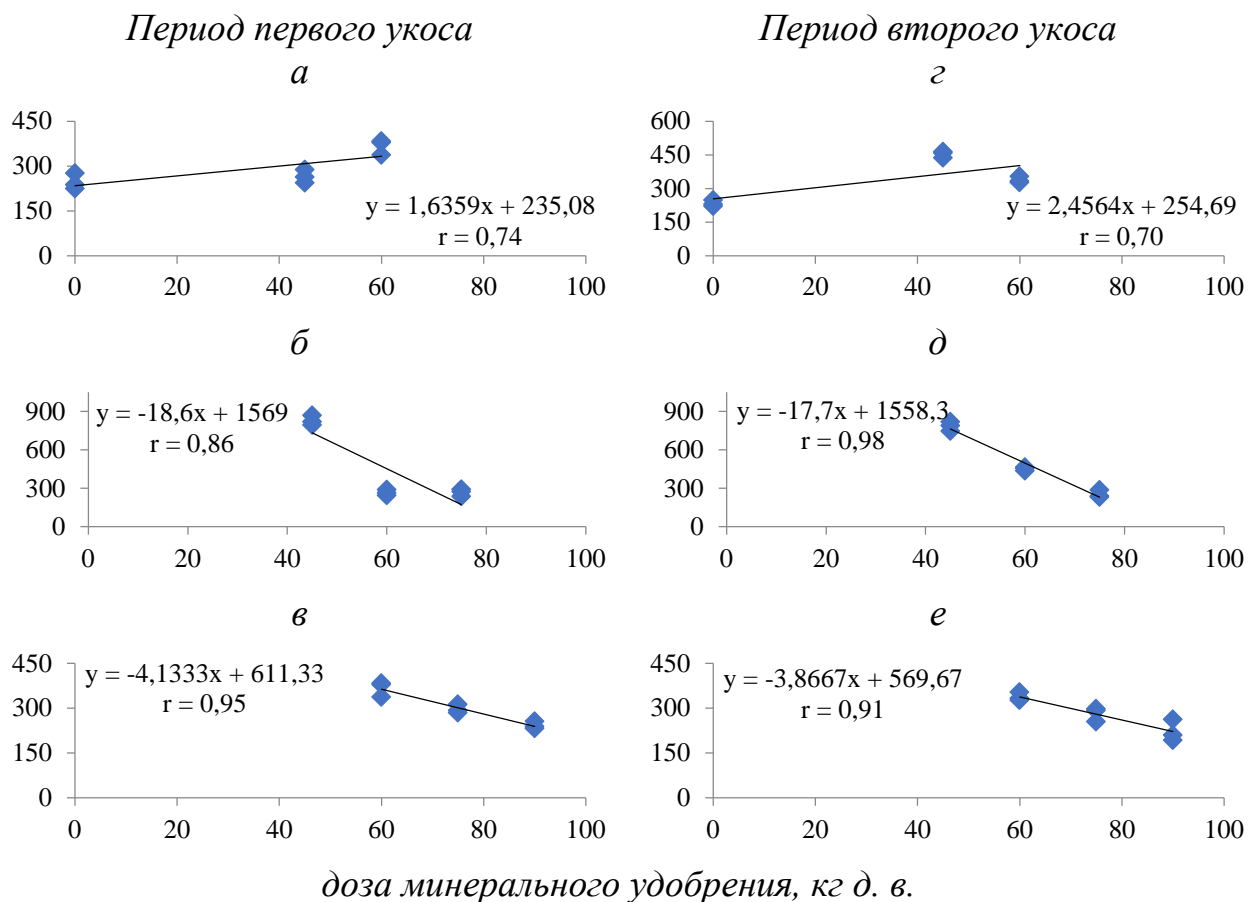 Период первого укоса
Период второго укоса
а
г
450
300
150
0
y = 1,6359x + 235,08
r = 0,74
0 20 40 60 80 100
600
450
300
150
0
y = 2,4564x + 254,69
r = 0,70
0 20 40 60 80 100
б
д
900
600
300
0
y = -18,6x + 1569
r = 0,86
0 20 40 60 80 100
900
600
300
0
y = -17,7x + 1558,3
r = 0,98
0 20 40 60 80 100
в
е
450
300
150
0
y = -4,1333x + 611,33
r = 0,95
0 20 40 60 80 100
450
300
150
0
y = -3,8667x + 569,67
r = 0,91
0 20 40 60 80 100
доза минерального удобрения, кг д. в.